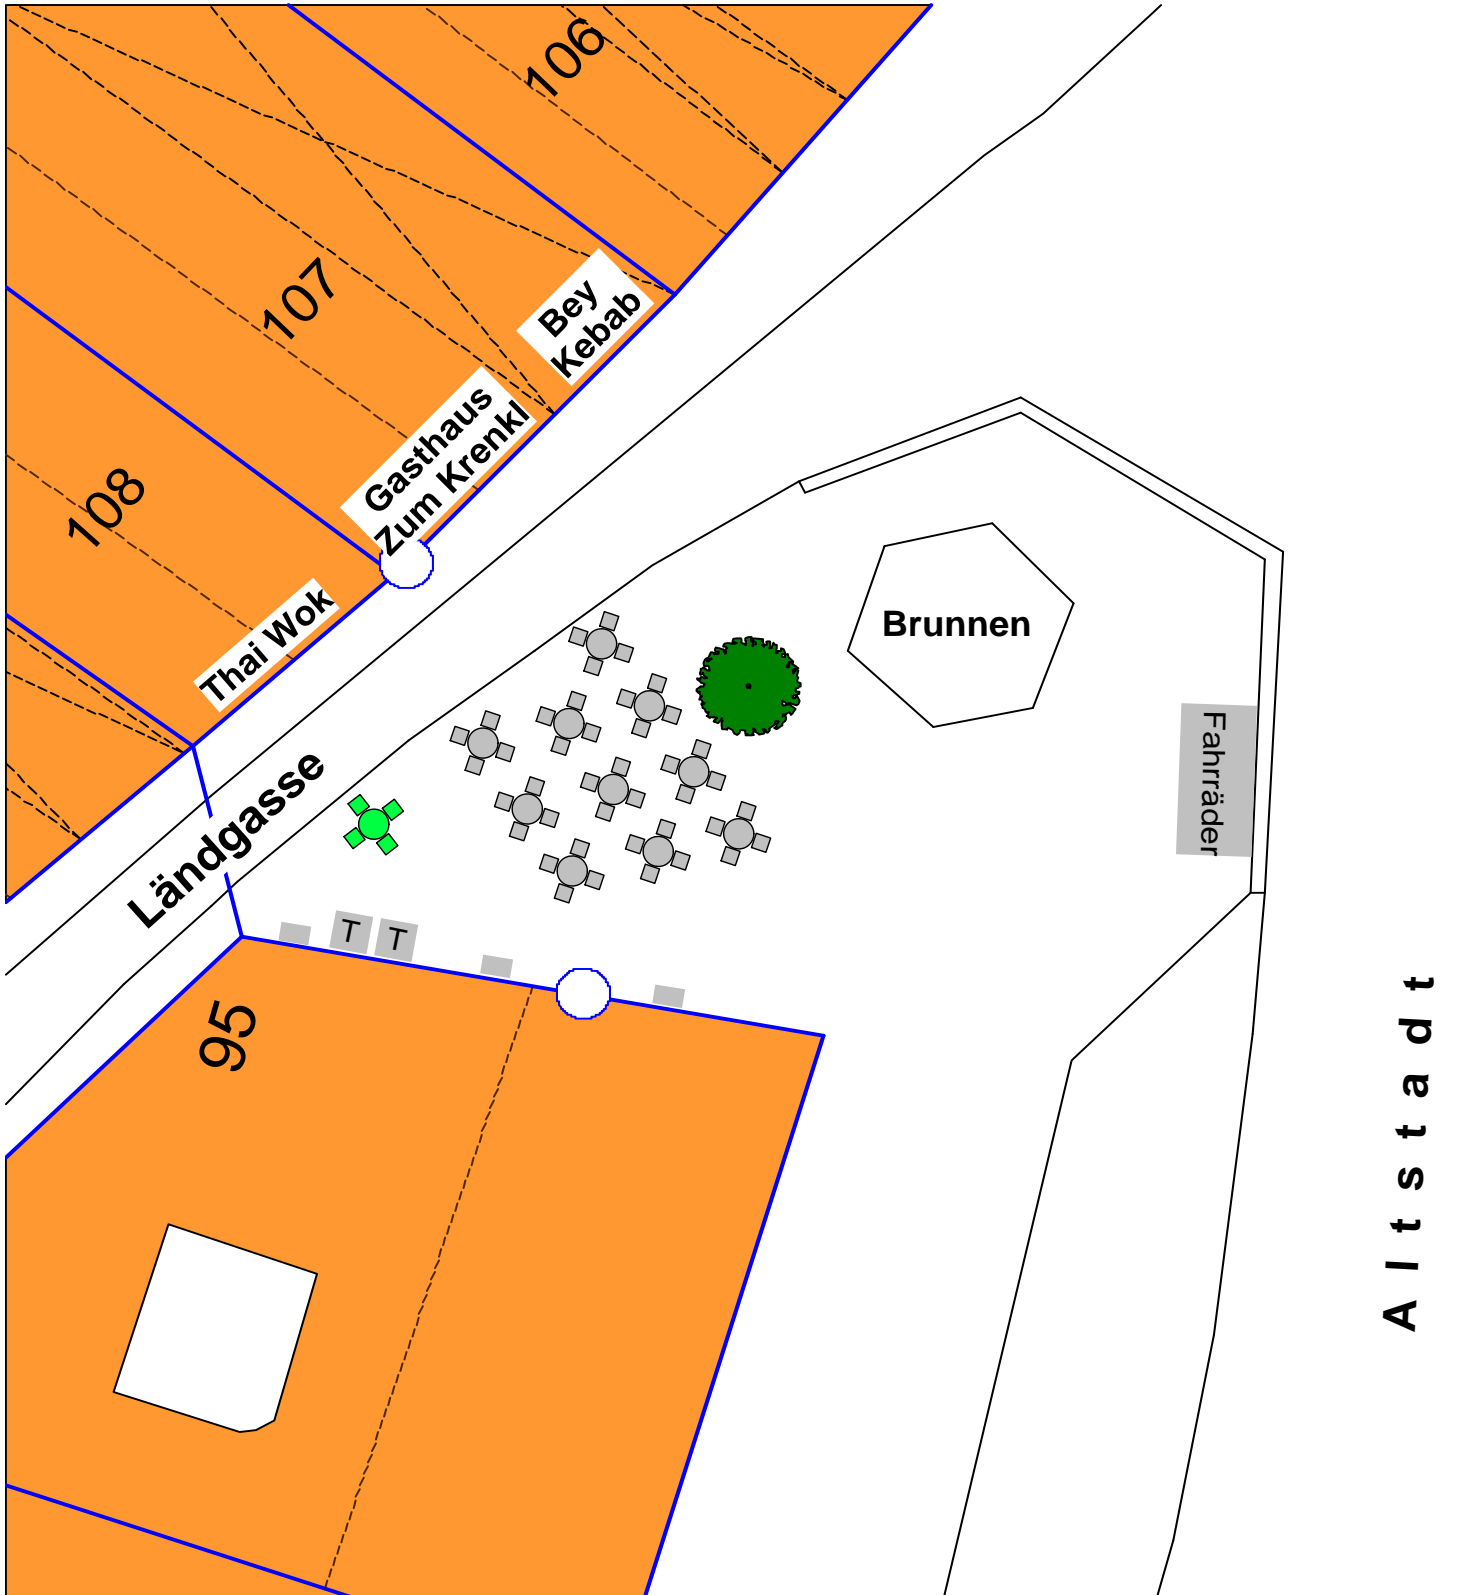 106
107
Bey
Kebab
Gasthaus
Zum Krenkl
108
Thai Wok
Brunnen
Fahrräder
Ländgasse
T
T
95
Altstadt